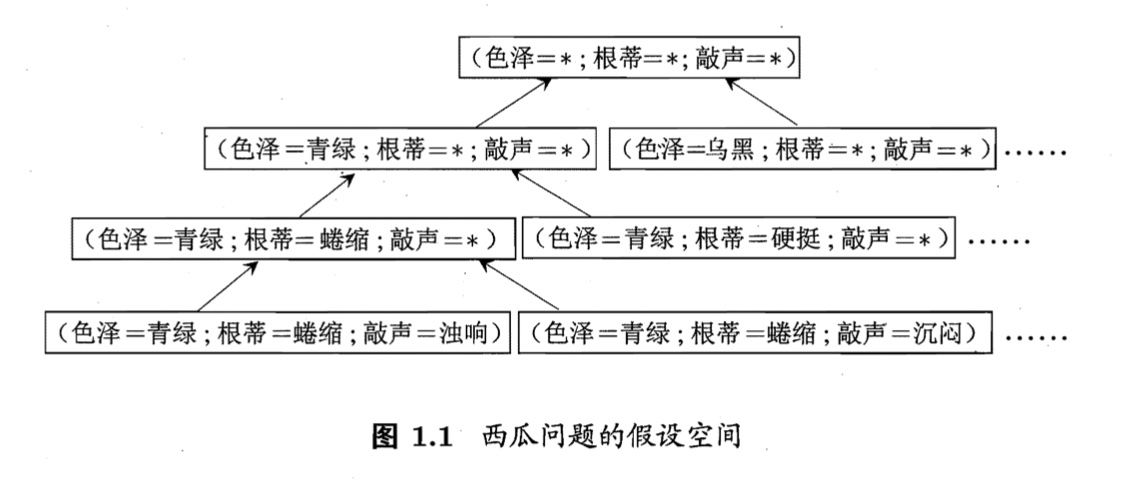 (色泽=*;根蒂=*;敲声=*)
(色泽=青绿;根蒂=*;敲声=*) (色泽=乌黑;根蒂=*;敲声=*) ······
(色泽=青绿;根蒂=蜷缩;敲声=*) (色泽=青绿;根蒂=硬挺;敲声=*) ······
(色泽=青绿;根蒂=蜷缩;敲声=浊响) (色泽=青绿;根蒂=蜷缩;敲声=沉闷) ······
图 1.1 西瓜问题的假设空间